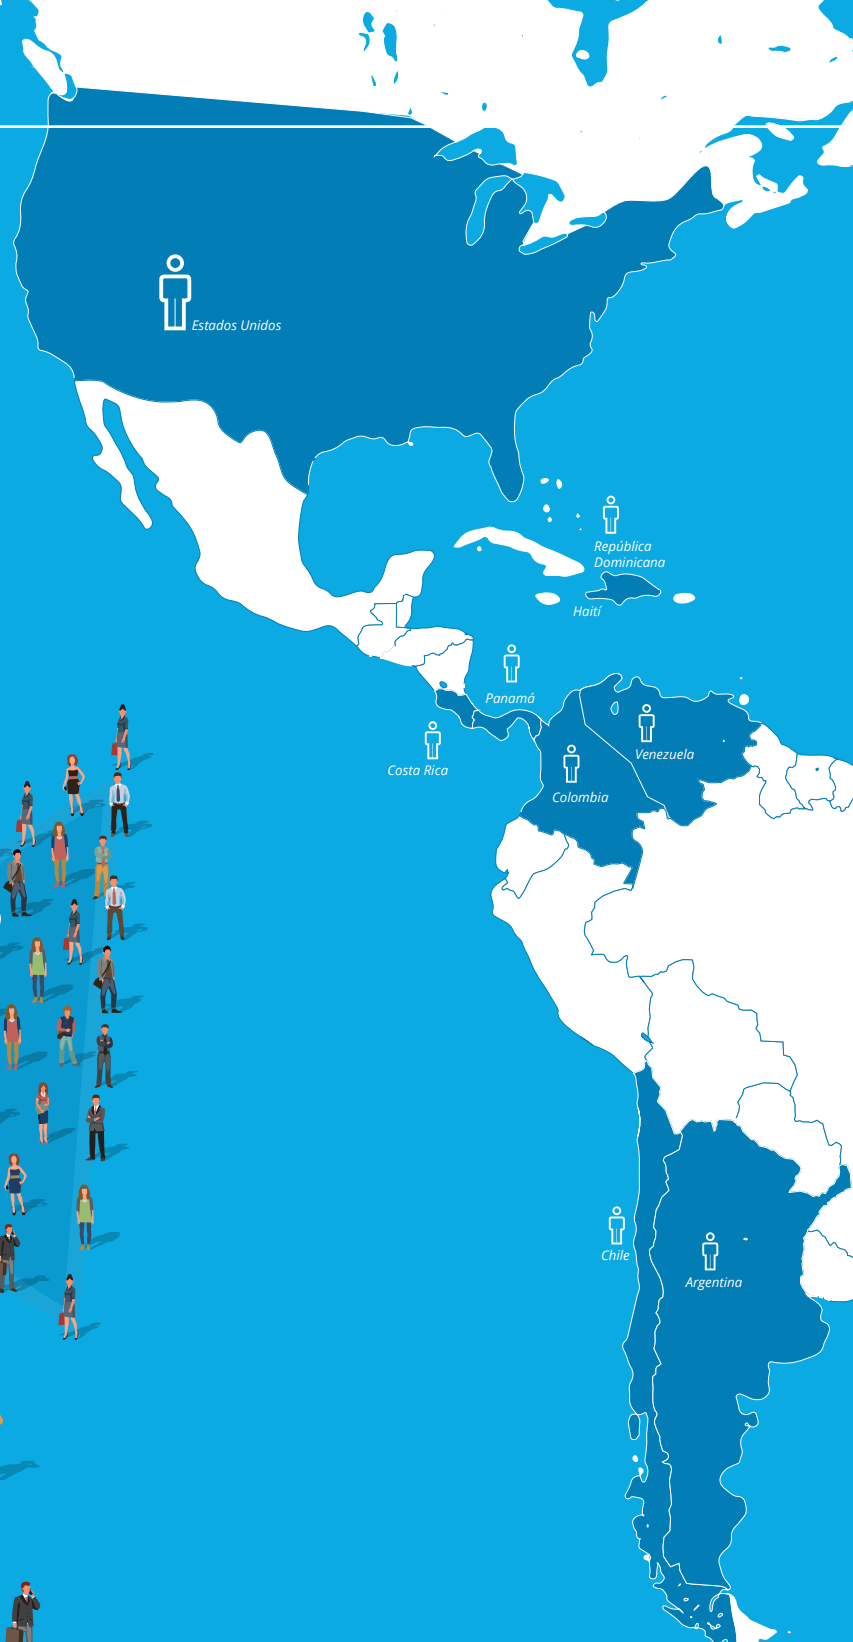 Estados Unidos
República
Dominicana
Haití
Panamá
Venezuela
Costa Rica
Colombia
Chile
Argentina